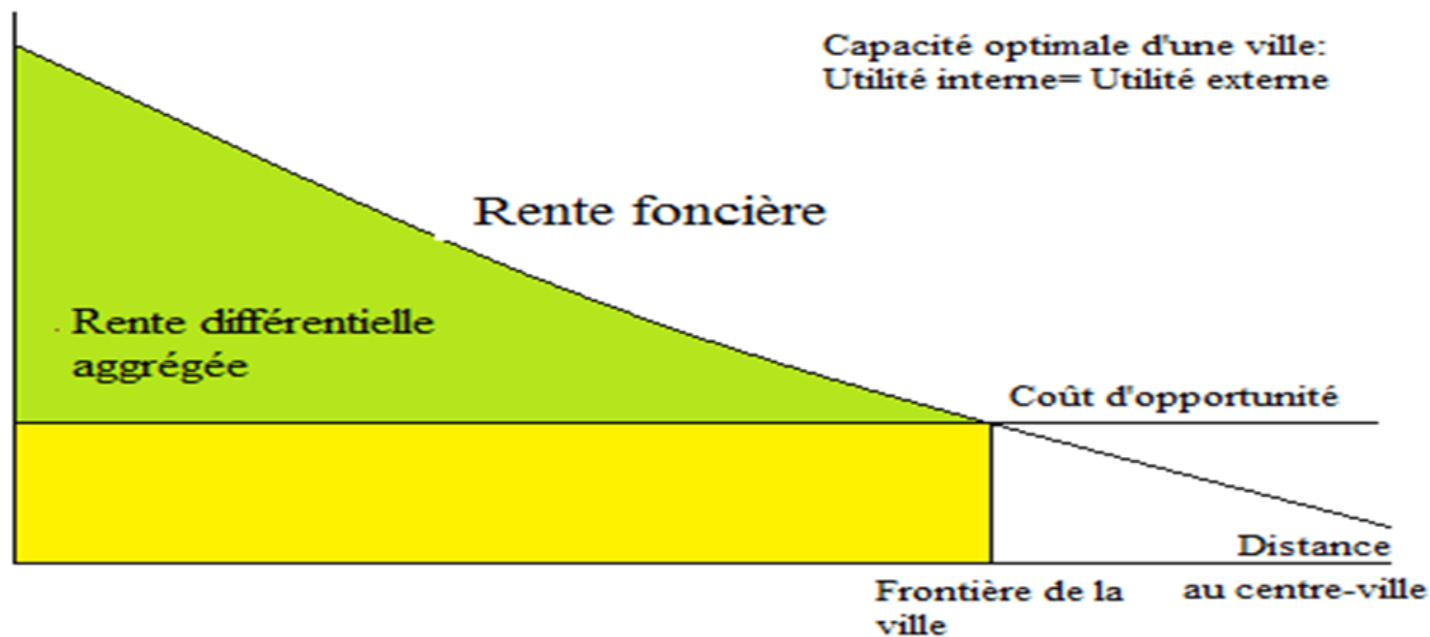 Capacité optimale d'une ville:
Utilité interne= Utilité externe
Rente foncière
Rente différentielle
aggrégée
Coût d'opportunité
Distance
au centre-ville
Frontière de la
ville